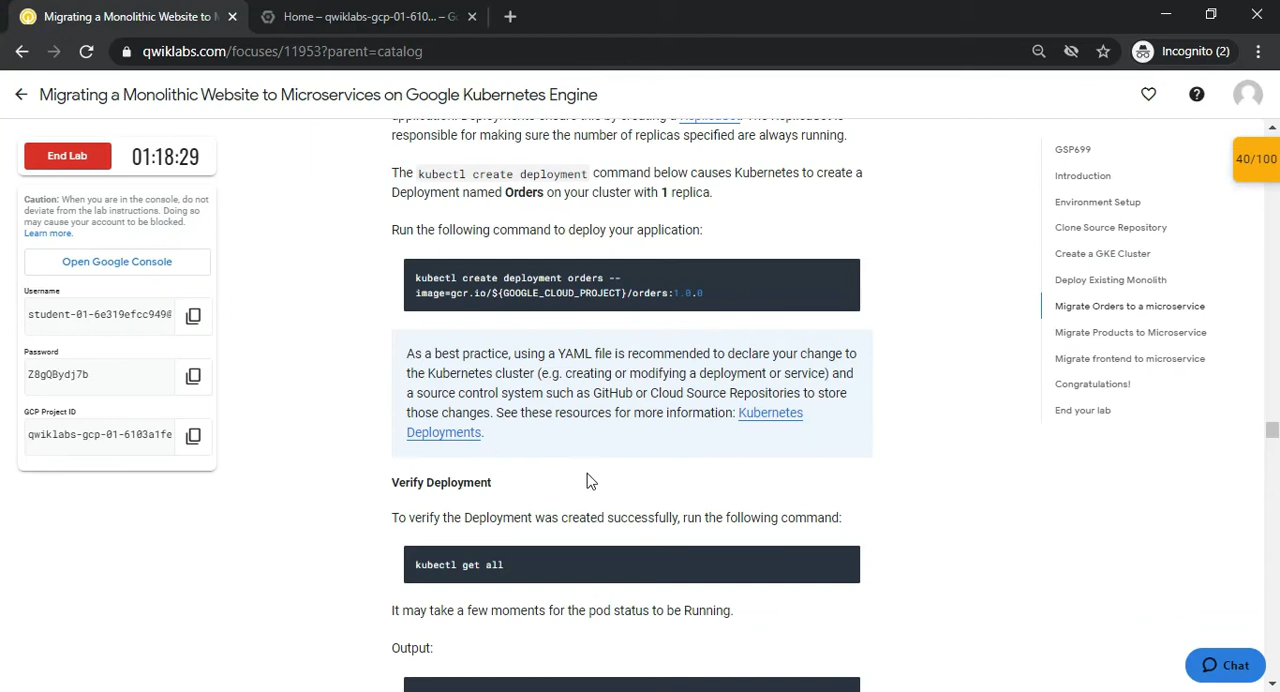 Migrating a Monolithic Website to M
Home – qwiklabs-gcp-01-610... – Go
qwiklabs.com/focuses/11953?parent=catalog
Incognito (2)
Migrating a Monolithic Website to Microservices on Google Kubernetes Engine
End Lab
01:18:29
Caution: When you are in the console, do not
deviate from the lab instructions. Doing so
may cause your account to be blocked.
Learn more.
Open Google Console
Username
student-01-6e319efcc949@
Password
Z8gQBydj7b
GCP Project ID
qwiklabs-gcp-01-6103a1fe
application. Deployments ensure this by creating a ReplicaSet. The ReplicaSet is
responsible for making sure the number of replicas specified are always running.
The kubectl create deployment command below causes Kubernetes to create a
Deployment named Orders on your cluster with 1 replica.
Run the following command to deploy your application:
kubectl create deployment orders --
image=gcr.io/${GOOGLE_CLOUD_PROJECT}/orders:1.0.0
As a best practice, using a YAML file is recommended to declare your change to
the Kubernetes cluster (e.g. creating or modifying a deployment or service) and
a source control system such as GitHub or Cloud Source Repositories to store
those changes. See these resources for more information: Kubernetes
Deployments.
Verify Deployment
To verify the Deployment was created successfully, run the following command:
kubectl get all
It may take a few moments for the pod status to be Running.
Output:
GSP699
Introduction
Environment Setup
Clone Source Repository
Create a GKE Cluster
Deploy Existing Monolith
Migrate Orders to a microservice
Migrate Products to Microservice
Migrate frontend to microservice
Congratulations!
End your lab
40/100
Chat